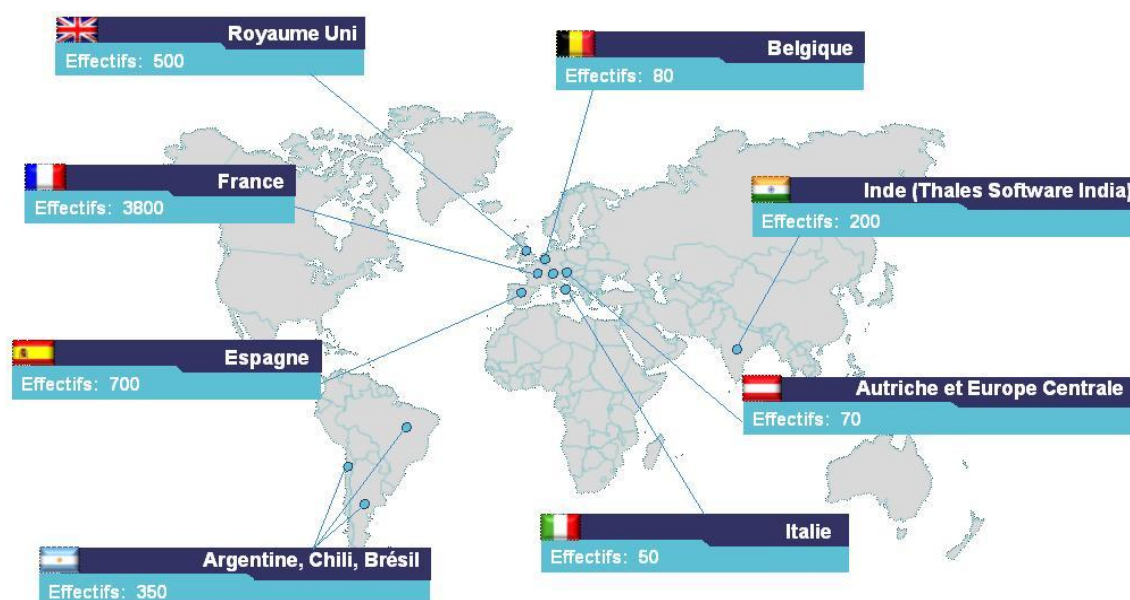 Royaume Uni
Effectifs: 500
Belgique
Effectifs: 80
France
Effectifs: 3800
Inde (Thales Software India)
Effectifs: 200
Espagne
Effectifs: 700
Autriche et Europe Centrale
Effectifs: 70
Italie
Effectifs: 50
Argentine, Chili, Brésil
Effectifs: 350